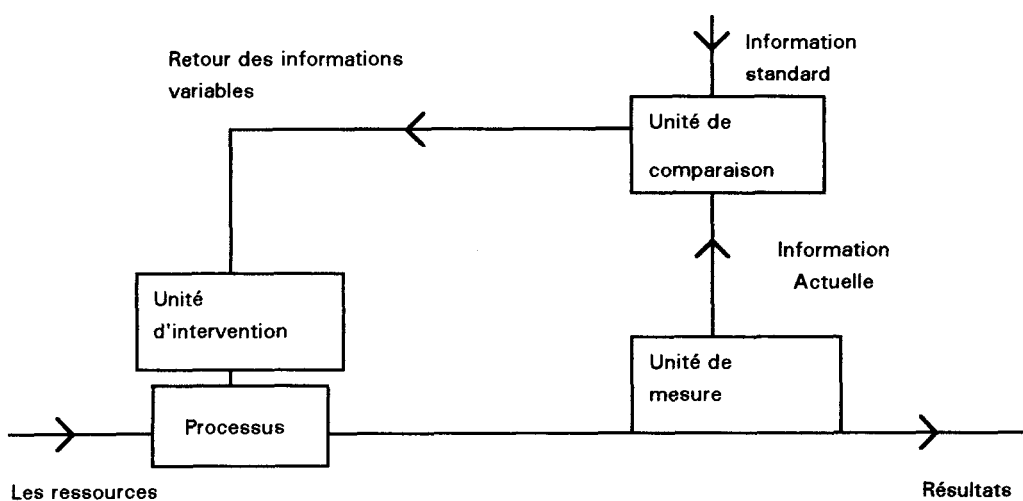 Retour des informations
variables
Information
standard
Unité de
comparaison
Information
Actuelle
Unité
d'intervention
Unité de
mesure
Processus
Les ressources
Résultats